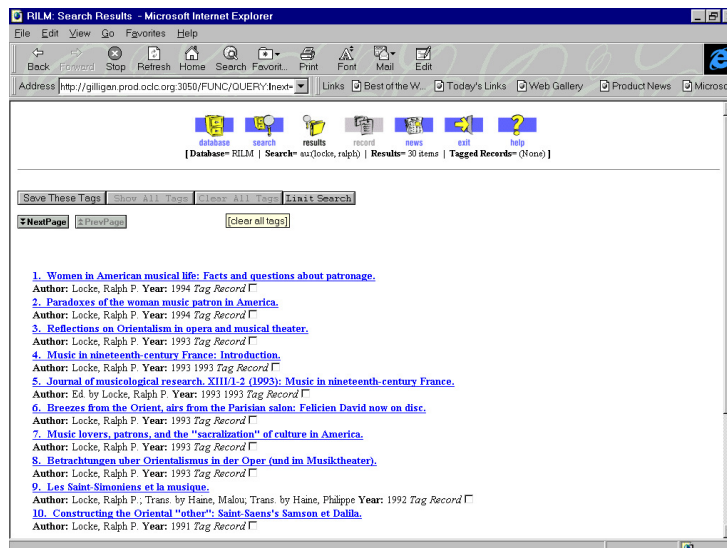 RILM: Search Results - Microsoft Internet Explorer
File Edit View Go Favorites Help
Back Forward Stop Refresh Home Search Favorit... Print Font Mail Edit
Address http://gilligan.prod.oclc.org:3050/FUNC/QUERY:lnext= Links Best of the W... Today's Links Web Gallery Product News Microsc
database search results record news exit help
[ Database= RILM | Search= au:(locke, ralph) | Results= 30 items | Tagged Records= (None) ]
Save These Tags Show All Tags Clear All Tags Limit Search
NextPage PrevPage [clear all tags]
1. Women in American musical life: Facts and questions about patronage.
Author: Locke, Ralph P. Year: 1994 Tag Record
2. Paradoxes of the woman music patron in America.
Author: Locke, Ralph P. Year: 1994 Tag Record
3. Reflections on Orientalism in opera and musical theater.
Author: Locke, Ralph P. Year: 1993 Tag Record
4. Music in nineteenth-century France: Introduction.
Author: Locke, Ralph P. Year: 1993 1993 Tag Record
5. Journal of musicological research. XIII/1-2 (1993): Music in nineteenth-century France.
Author: Ed. by Locke, Ralph P. Year: 1993 1993 Tag Record
6. Breezes from the Orient, airs from the Parisian salon: Felicien David now on disc.
Author: Locke, Ralph P. Year: 1993 Tag Record
7. Music lovers, patrons, and the "sacralization" of culture in America.
Author: Locke, Ralph P. Year: 1993 Tag Record
8. Betrachtungen uber Orientalismus in der Oper (und im Musiktheater).
Author: Locke, Ralph P. Year: 1993 Tag Record
9. Les Saint-Simoniens et la musique.
Author: Locke, Ralph P.; Trans. by Haine, Malou; Trans. by Haine, Philippe Year: 1992 Tag Record
10. Constructing the Oriental "other": Saint-Saens's Samson et Dalila.
Author: Locke, Ralph P. Year: 1991 Tag Record